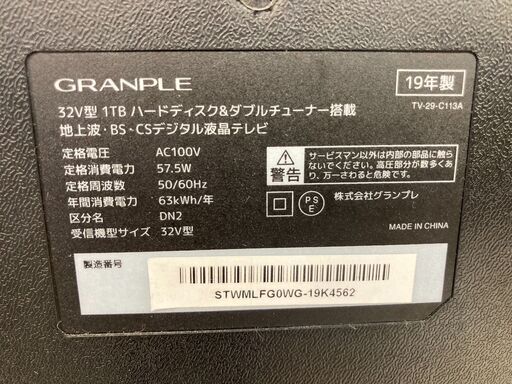 GRANPLE
19年製
TV-29-C113A
32V型 1TB ハードディスク&ダブルチューナー搭載
地上波・BS・CSデジタル液晶テレビ
定格電圧 AC100V
定格消費電力 57.5W
定格周波数 50/60Hz
年間消費電力 63kWh/年
区分名 DN2
受信機型サイズ 32V型
警告
サービスマン以外は内部の部品に触らないでください。高圧部分が数多くあり、万一さわると危険です。
PS
E
株式会社グランプレ
MADE IN CHINA
製造番号
STWMLFG0WG-19K4562